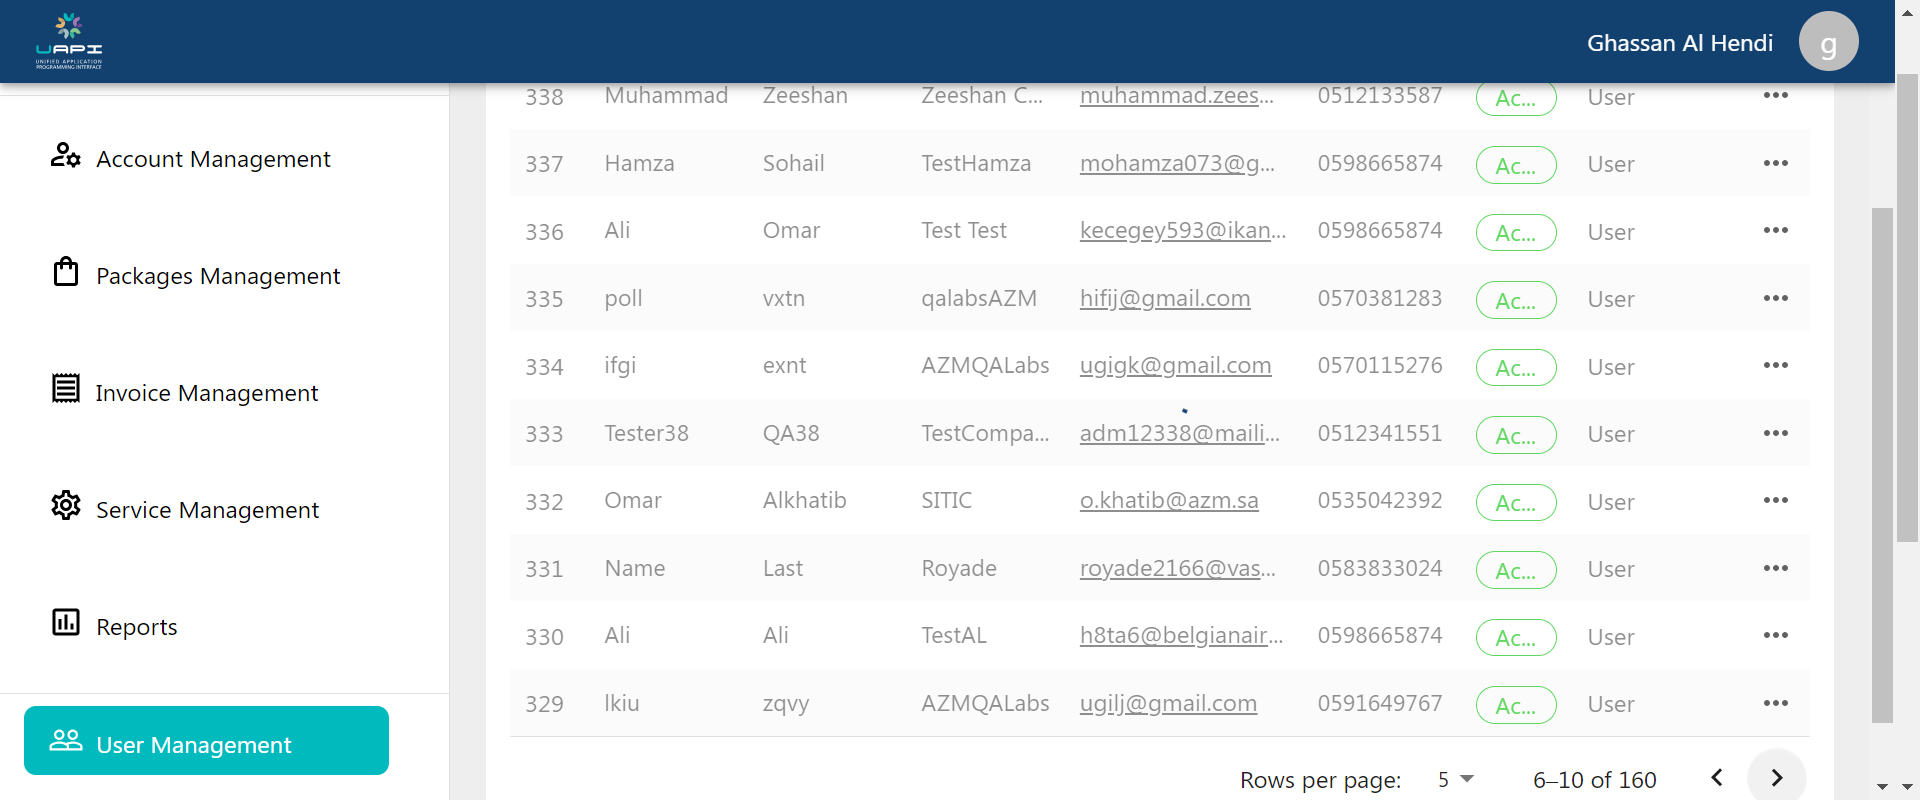 UAPI
UNIFIED APPLICATION
PROGRAMMING INTERFACE
Ghassan Al Hendi
g
Account Management
Packages Management
Invoice Management
Service Management
Reports
User Management
338 Muhammad Zeeshan Zeeshan C... muhammad.zees... 0512133587 Ac... User •••
337 Hamza Sohail TestHamza mohamza073@g... 0598665874 Ac... User •••
336 Ali Omar Test Test kecegey593@ikan... 0598665874 Ac... User •••
335 poll vxtn qalabsAZM hifij@gmail.com 0570381283 Ac... User •••
334 ifgi exnt AZMQALabs ugigk@gmail.com 0570115276 Ac... User •••
333 Tester38 QA38 TestCompa... adm12338@maili... 0512341551 Ac... User •••
332 Omar Alkhatib SITIC o.khatib@azm.sa 0535042392 Ac... User •••
331 Name Last Royade royade2166@vas... 0583833024 Ac... User •••
330 Ali Ali TestAL h8ta6@belgianair... 0598665874 Ac... User •••
329 lkiu zqvy AZMQALabs ugilj@gmail.com 0591649767 Ac... User •••
Rows per page: 5 6–10 of 160